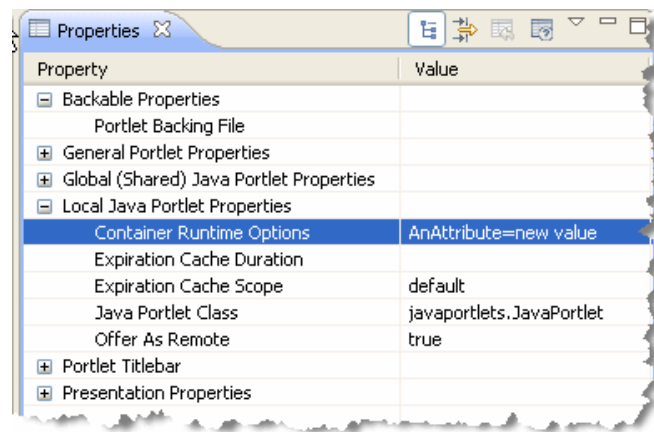 Properties
Property Value
Backable Properties
Portlet Backing File
General Portlet Properties
Global (Shared) Java Portlet Properties
Local Java Portlet Properties
Container Runtime Options AnAttribute=new value
Expiration Cache Duration
Expiration Cache Scope default
Java Portlet Class javaportlets.JavaPortlet
Offer As Remote true
Portlet Titlebar
Presentation Properties